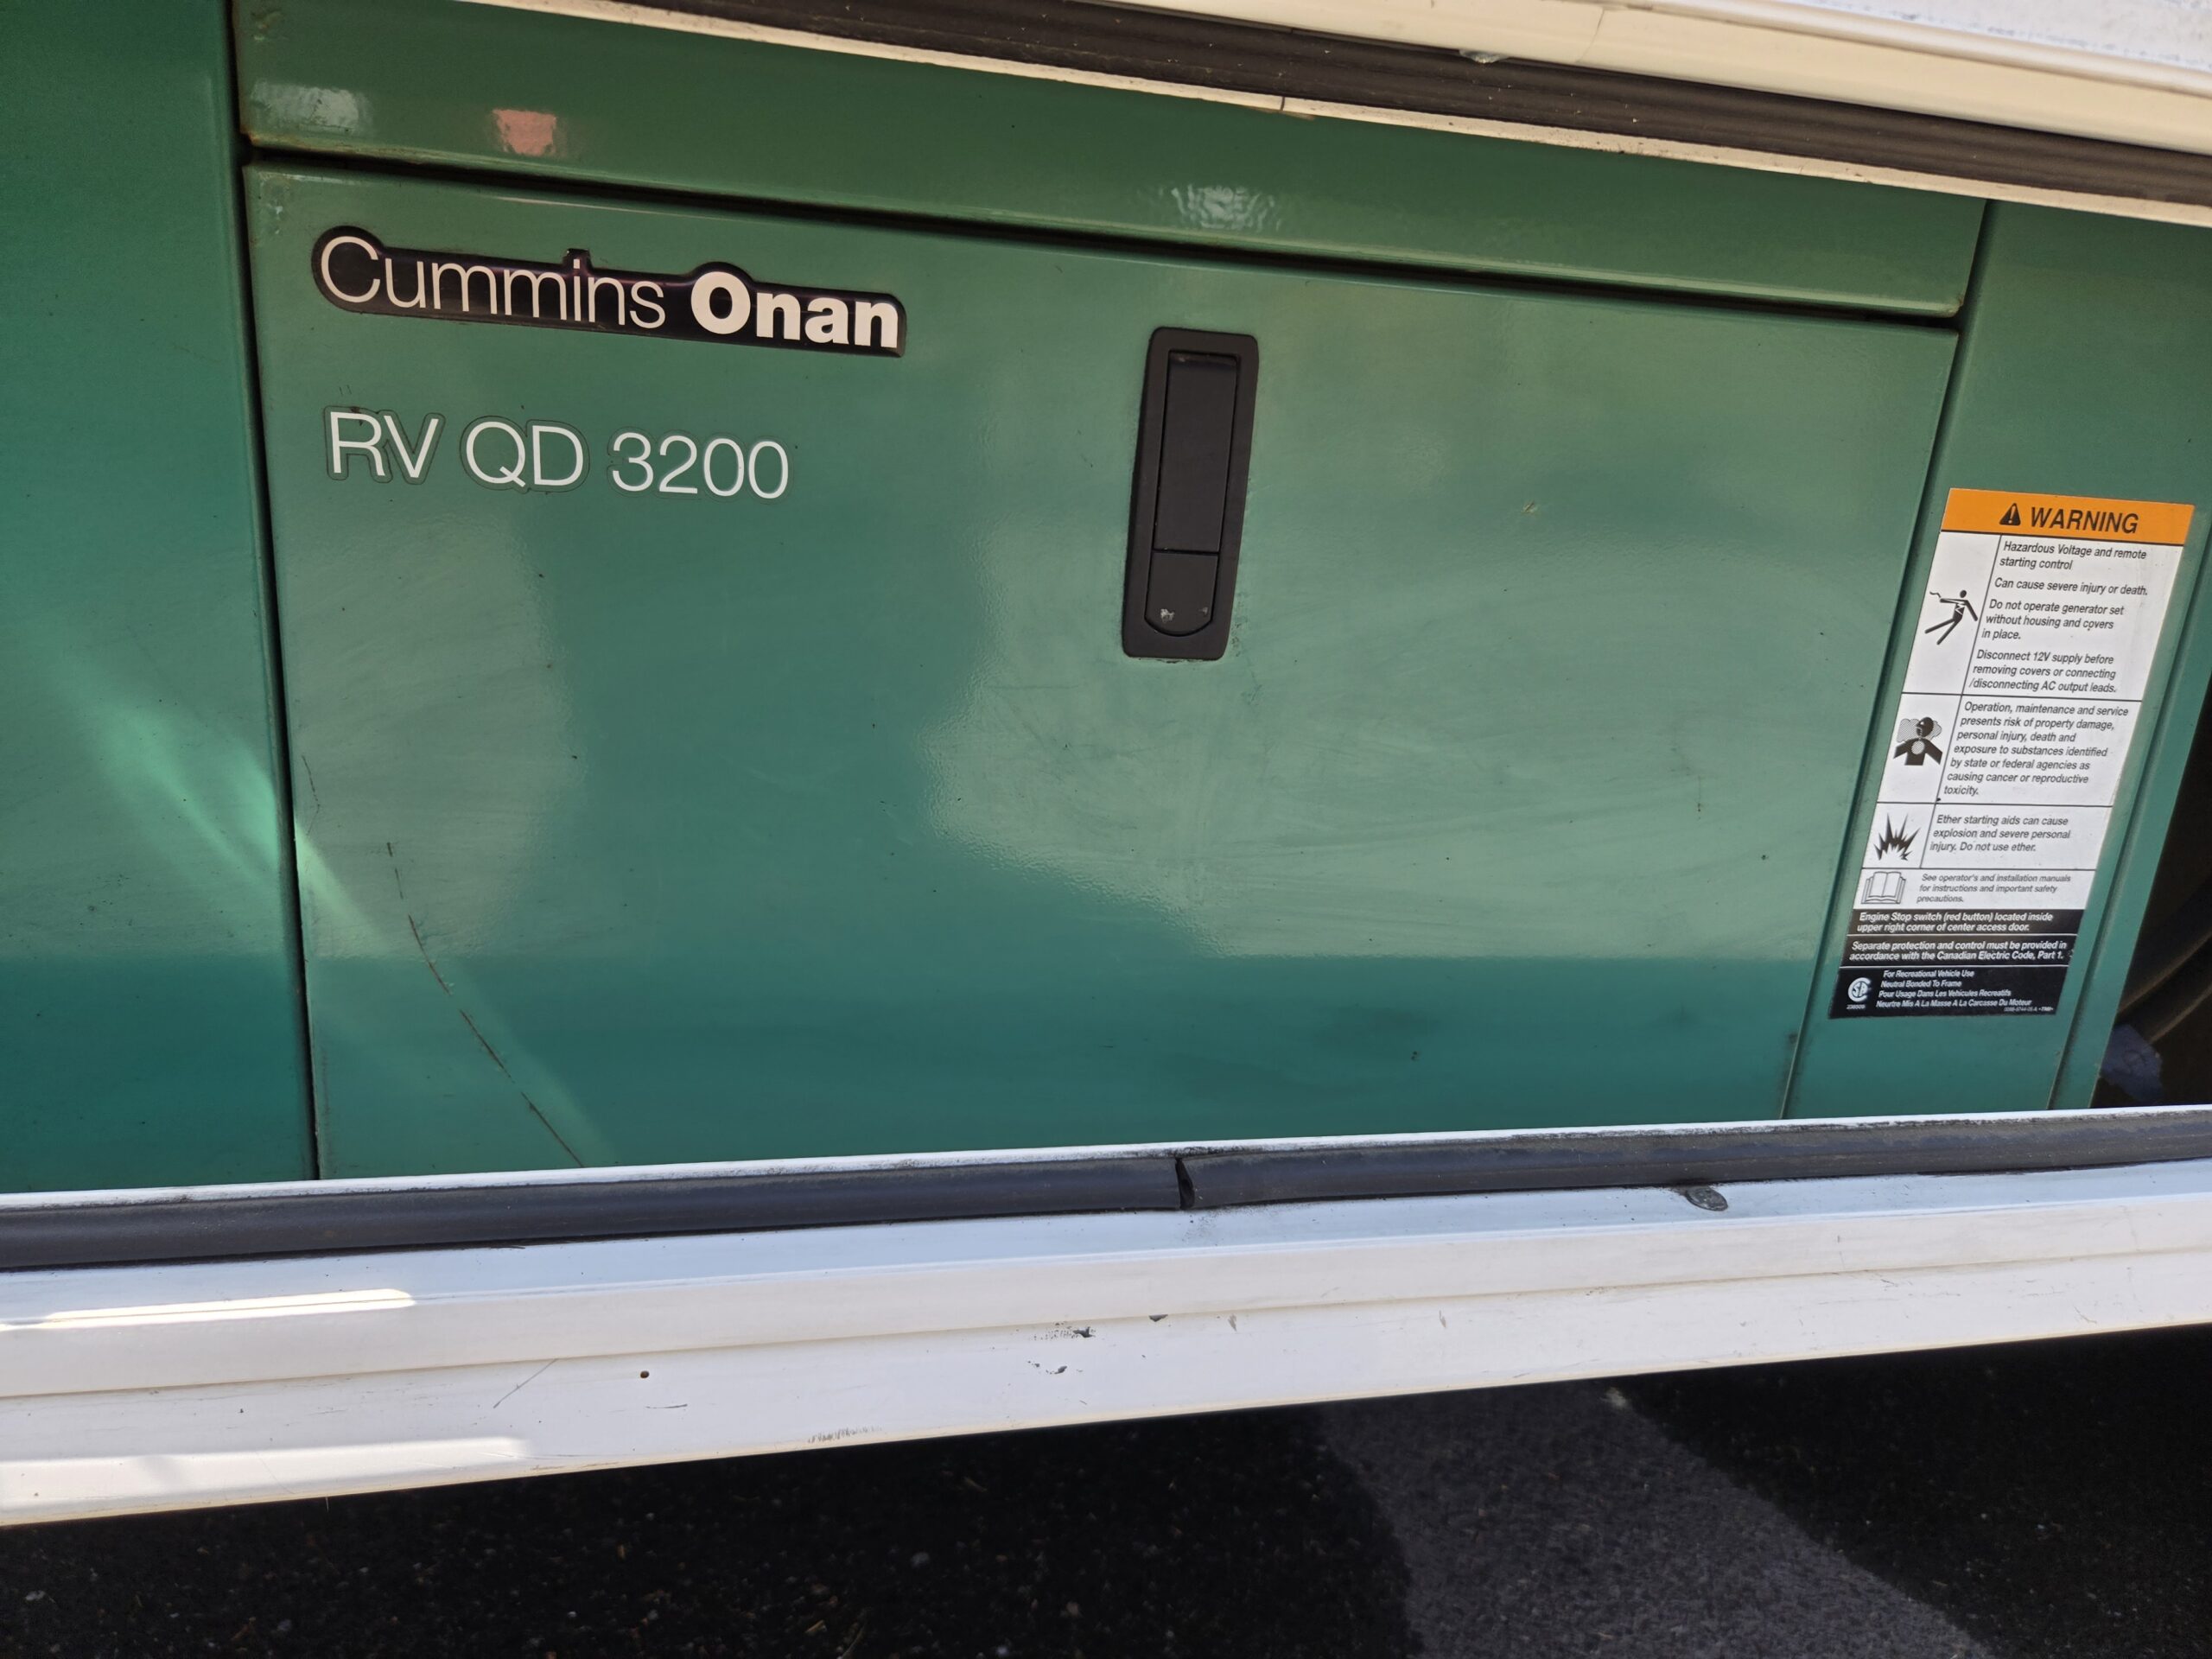 Cummins Onan
RV QD 3200
WARNING
Hazardous Voltage and remote
starting control
Can cause severe injury or death.
Do not operate generator set
without housing and covers
in place.
Disconnect 12V supply before
removing covers or connecting
/disconnecting AC output leads.
Operation, maintenance and service
presents risk of property damage,
personal injury, death and
exposure to substances identified
by state or federal agencies as
causing cancer or reproductive
toxicity.
Ether starting aids can cause
explosion and severe personal
injury. Do not use ether.
See operator's and installation manuals
for instructions and important safety
precautions.
Engine Stop switch (red button) located inside
upper right corner of center access door.
Separate protection and control must be provided in
accordance with the Canadian Electric Code, Part 1.
For Recreational Vehicle Use
Neutral Bonded To Frame
Pour Usage Dans Les Vehicules Recreatifs
Neurtre Mis A La Masse A La Carcasse Du Moteur